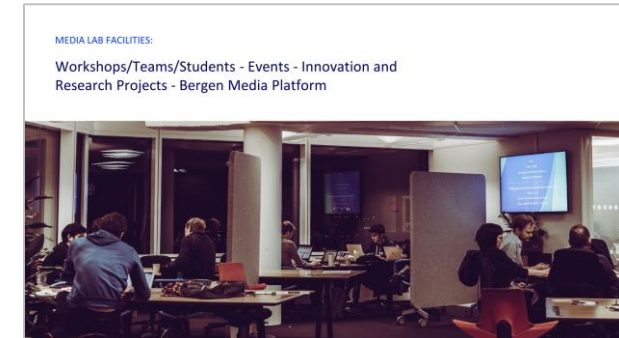 MEDIA LAB FACILITIES:
Workshops/Teams/Students - Events - Innovation and
Research Projects - Bergen Media Platform